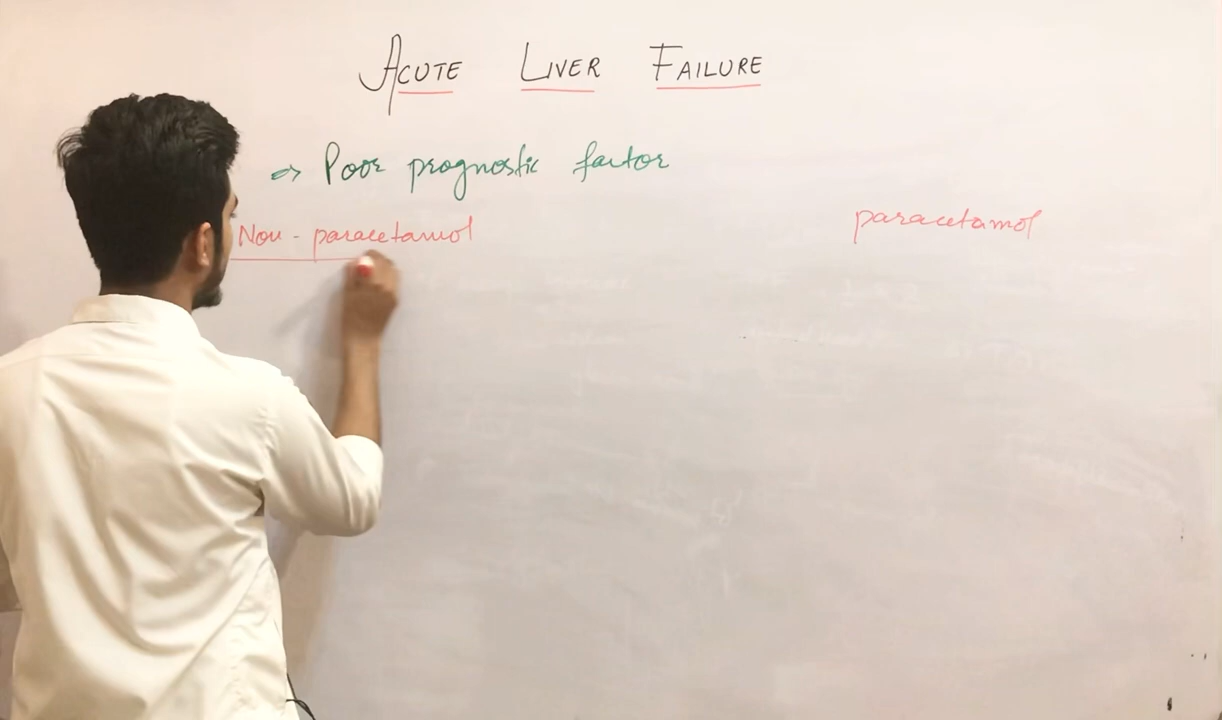 ACUTE LIVER FAILURE
=> Poor prognostic factor
Non - paracetamol
paracetamol